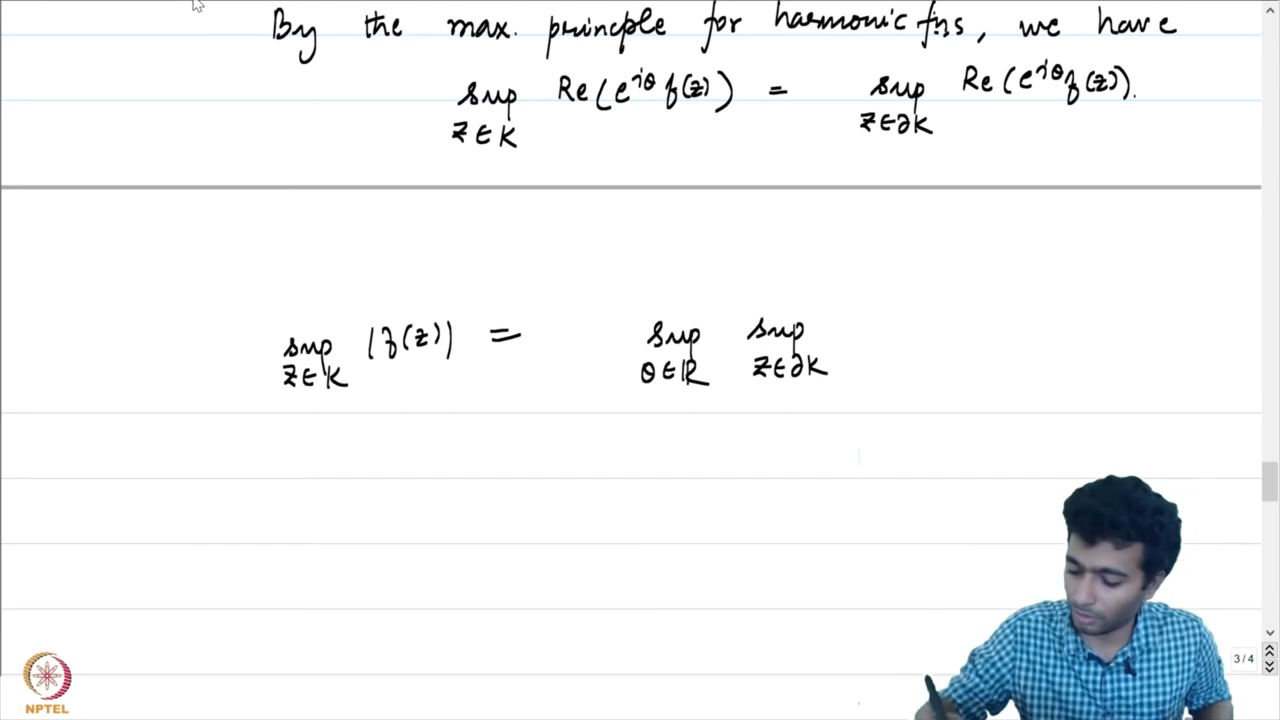 By the max. principle for harmonic fns, we have
sup Re(e^{iθ} f(z)) = sup Re(e^{iθ} f(z)).
z∈K z∈∂K
sup |f(z)| = sup sup
z∈K θ∈ℝ z∈∂K
3 / 4
NPTEL